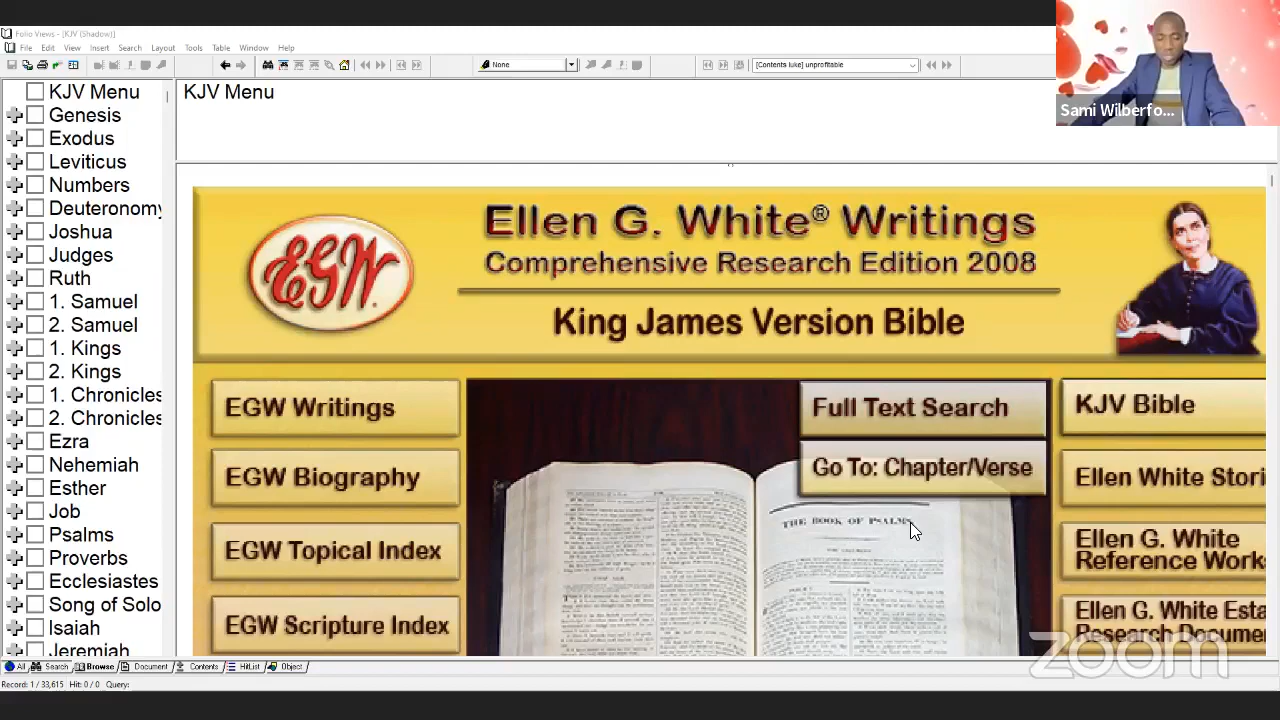 Folio Views - [KJV (Shadow)]
File Edit View Insert Search Layout Tools Table Window Help
None
[Contents luke] unprofitable
Sami Wilberfo...
KJV Menu
Genesis
Exodus
Leviticus
Numbers
Deuteronomy
Joshua
Judges
Ruth
1. Samuel
2. Samuel
1. Kings
2. Kings
1. Chronicles
2. Chronicles
Ezra
Nehemiah
Esther
Job
Psalms
Proverbs
Ecclesiastes
Song of Solo
Isaiah
Jeremiah
KJV Menu
Ellen G. White® Writings
Comprehensive Research Edition 2008
King James Version Bible
EGW
EGW Writings
EGW Biography
EGW Topical Index
EGW Scripture Index
Full Text Search
Go To: Chapter/Verse
THE BOOK OF PSALMS
KJV Bible
Ellen White Stori
Ellen G. White
Reference Work
Ellen G. White Esta
Research Documen
zoom
All Search Browse Document Contents HitList Object
Record: 1 / 33,615 Hit: 0 / 0 Query: